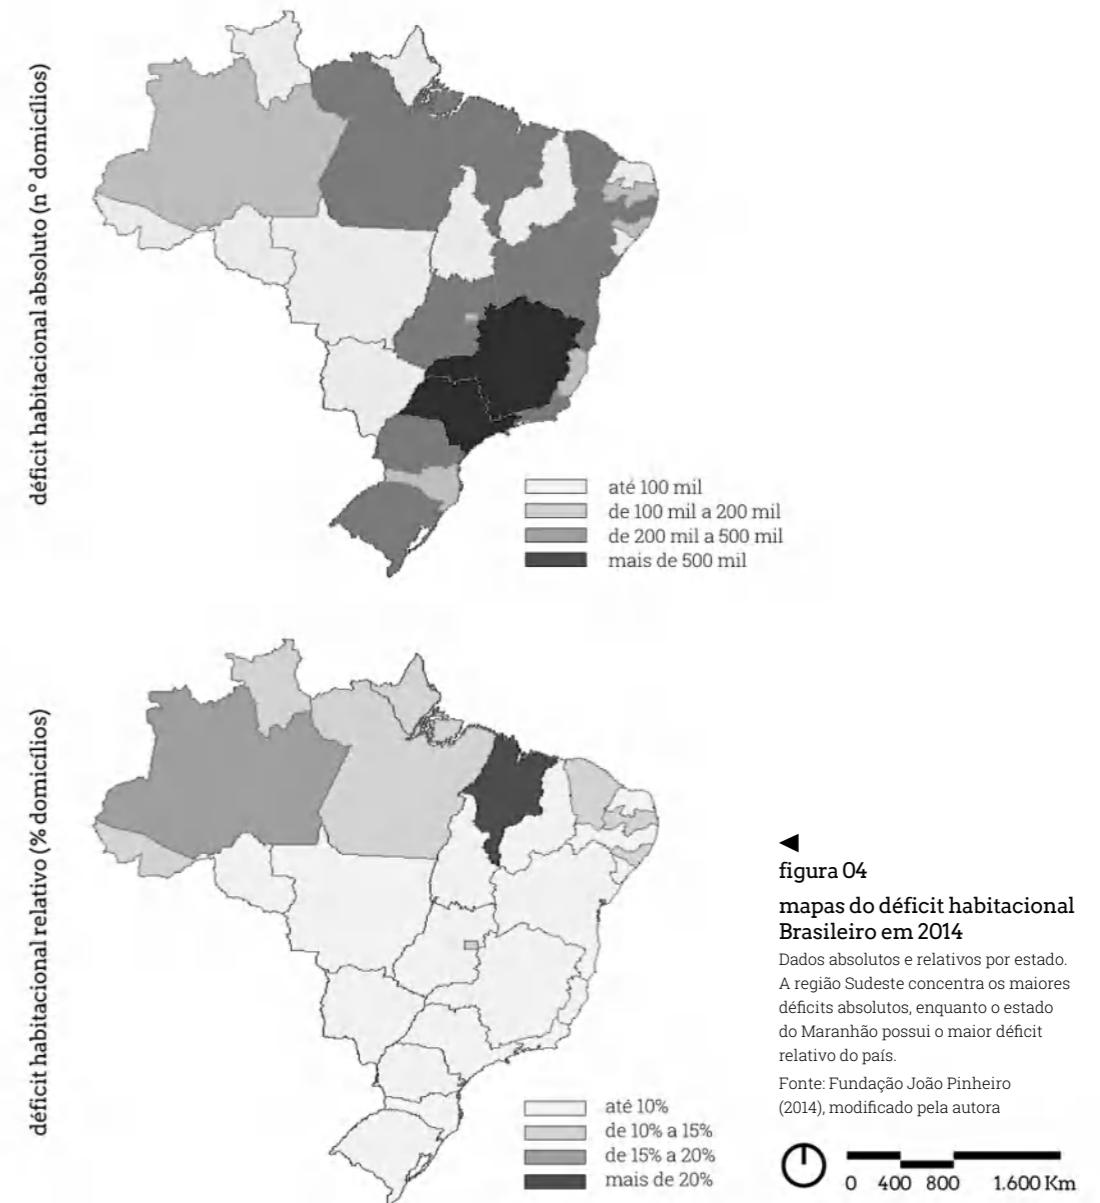 déficit habitacional absoluto (nº domicílios)
até 100 mil
de 100 mil a 200 mil
de 200 mil a 500 mil
mais de 500 mil
déficit habitacional relativo (% domicílios)
até 10%
de 10% a 15%
de 15% a 20%
mais de 20%
figura 04
mapas do déficit habitacional
Brasileiro em 2014
Dados absolutos e relativos por estado.
A região Sudeste concentra os maiores
déficits absolutos, enquanto o estado
do Maranhão possui o maior déficit
relativo do país.
Fonte: Fundação João Pinheiro
(2014), modificado pela autora
0 400 800 1.600 Km